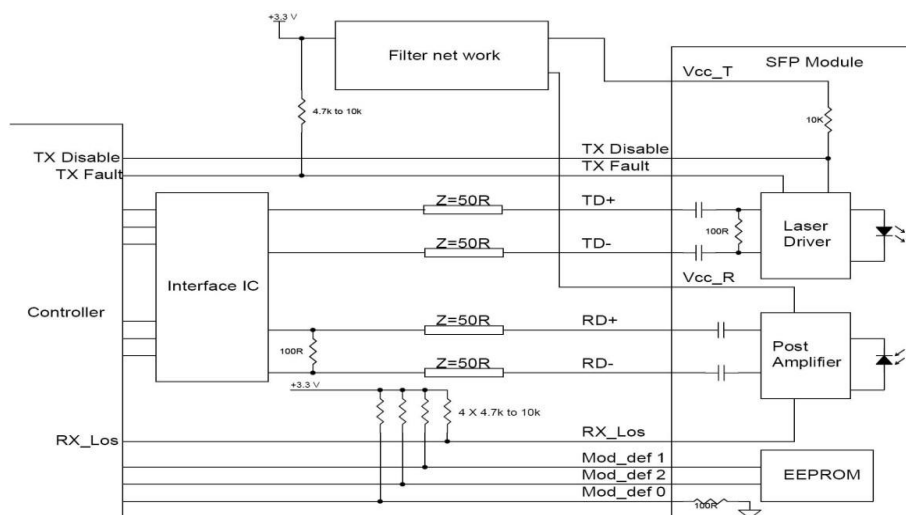 +3.3 V
Filter net work
SFP Module
Vcc_T
4.7k to 10k
10K
TX Disable
TX Disable
TX Fault
TX Fault
Z=50R
TD+
100R
Laser
Driver
Z=50R
TD-
Vcc_R
Interface IC
Controller
Z=50R
RD+
100R
Post
Amplifier
Z=50R
RD-
+3.3 V
4 X 4.7k to 10k
RX_Los
RX_Los
Mod_def 1
Mod_def 2
EEPROM
Mod_def 0
100R